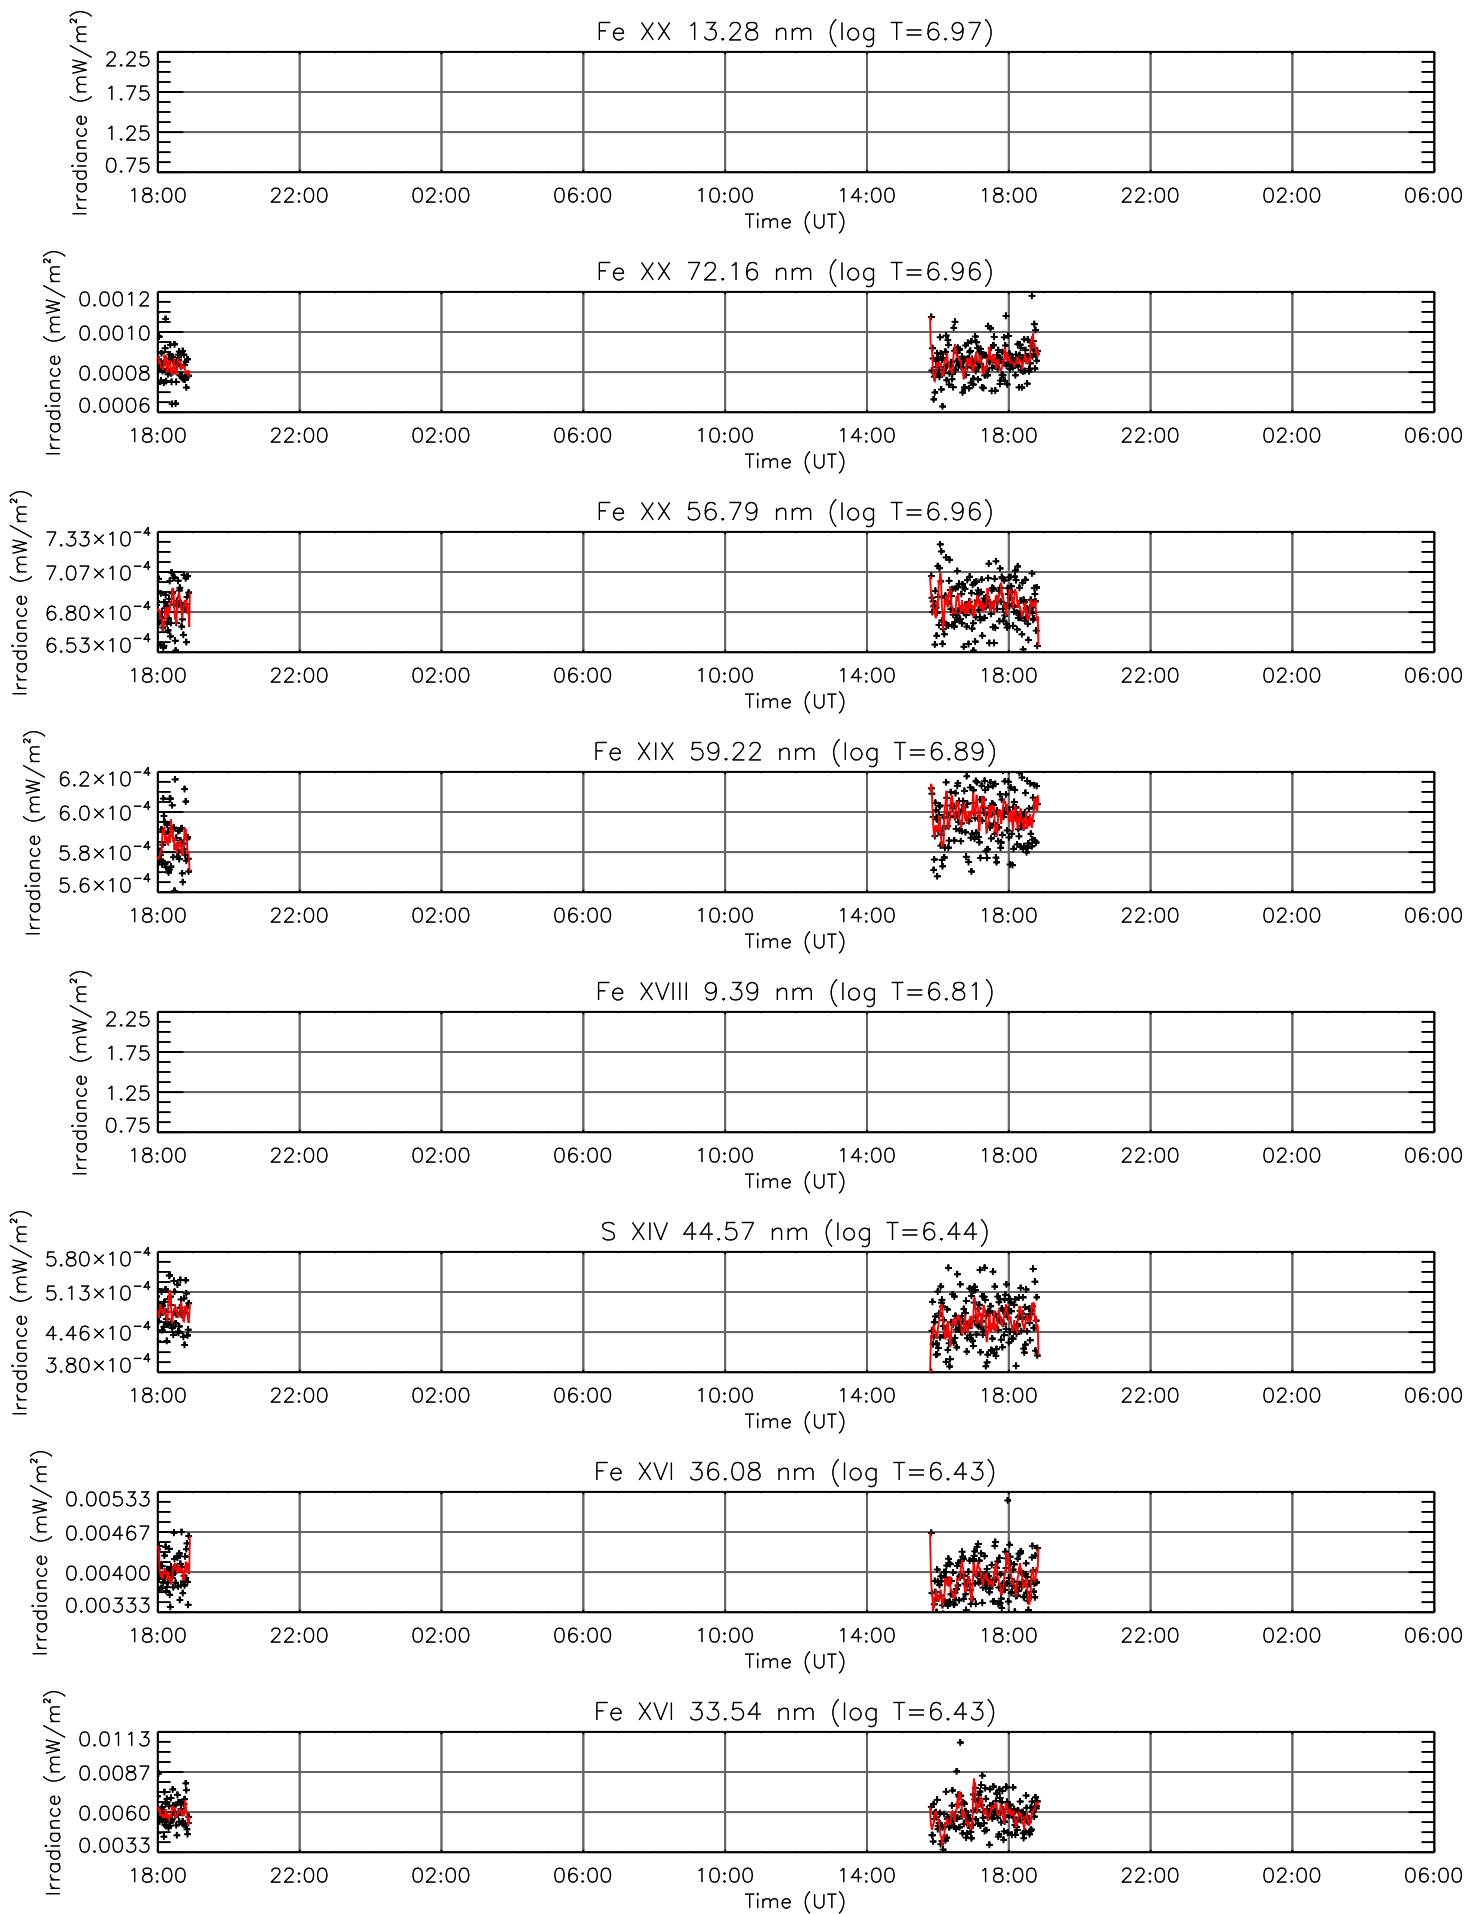 Fe XX 13.28 nm (log T=6.97)
Irradiance (mW/m²)
2.25
1.75
1.25
0.75
18:00 22:00 02:00 06:00 10:00 14:00 18:00 22:00 02:00 06:00
Time (UT)
Fe XX 72.16 nm (log T=6.96)
Irradiance (mW/m²)
0.0012
0.0010
0.0008
0.0006
18:00 22:00 02:00 06:00 10:00 14:00 18:00 22:00 02:00 06:00
Time (UT)
Fe XX 56.79 nm (log T=6.96)
Irradiance (mW/m²)
7.33×10⁻⁴
7.07×10⁻⁴
6.80×10⁻⁴
6.53×10⁻⁴
18:00 22:00 02:00 06:00 10:00 14:00 18:00 22:00 02:00 06:00
Time (UT)
Fe XIX 59.22 nm (log T=6.89)
Irradiance (mW/m²)
6.2×10⁻⁴
6.0×10⁻⁴
5.8×10⁻⁴
5.6×10⁻⁴
18:00 22:00 02:00 06:00 10:00 14:00 18:00 22:00 02:00 06:00
Time (UT)
Fe XVIII 9.39 nm (log T=6.81)
Irradiance (mW/m²)
2.25
1.75
1.25
0.75
18:00 22:00 02:00 06:00 10:00 14:00 18:00 22:00 02:00 06:00
Time (UT)
S XIV 44.57 nm (log T=6.44)
Irradiance (mW/m²)
5.80×10⁻⁴
5.13×10⁻⁴
4.46×10⁻⁴
3.80×10⁻⁴
18:00 22:00 02:00 06:00 10:00 14:00 18:00 22:00 02:00 06:00
Time (UT)
Fe XVI 36.08 nm (log T=6.43)
Irradiance (mW/m²)
0.00533
0.00467
0.00400
0.00333
18:00 22:00 02:00 06:00 10:00 14:00 18:00 22:00 02:00 06:00
Time (UT)
Fe XVI 33.54 nm (log T=6.43)
Irradiance (mW/m²)
0.0113
0.0087
0.0060
0.0033
18:00 22:00 02:00 06:00 10:00 14:00 18:00 22:00 02:00 06:00
Time (UT)